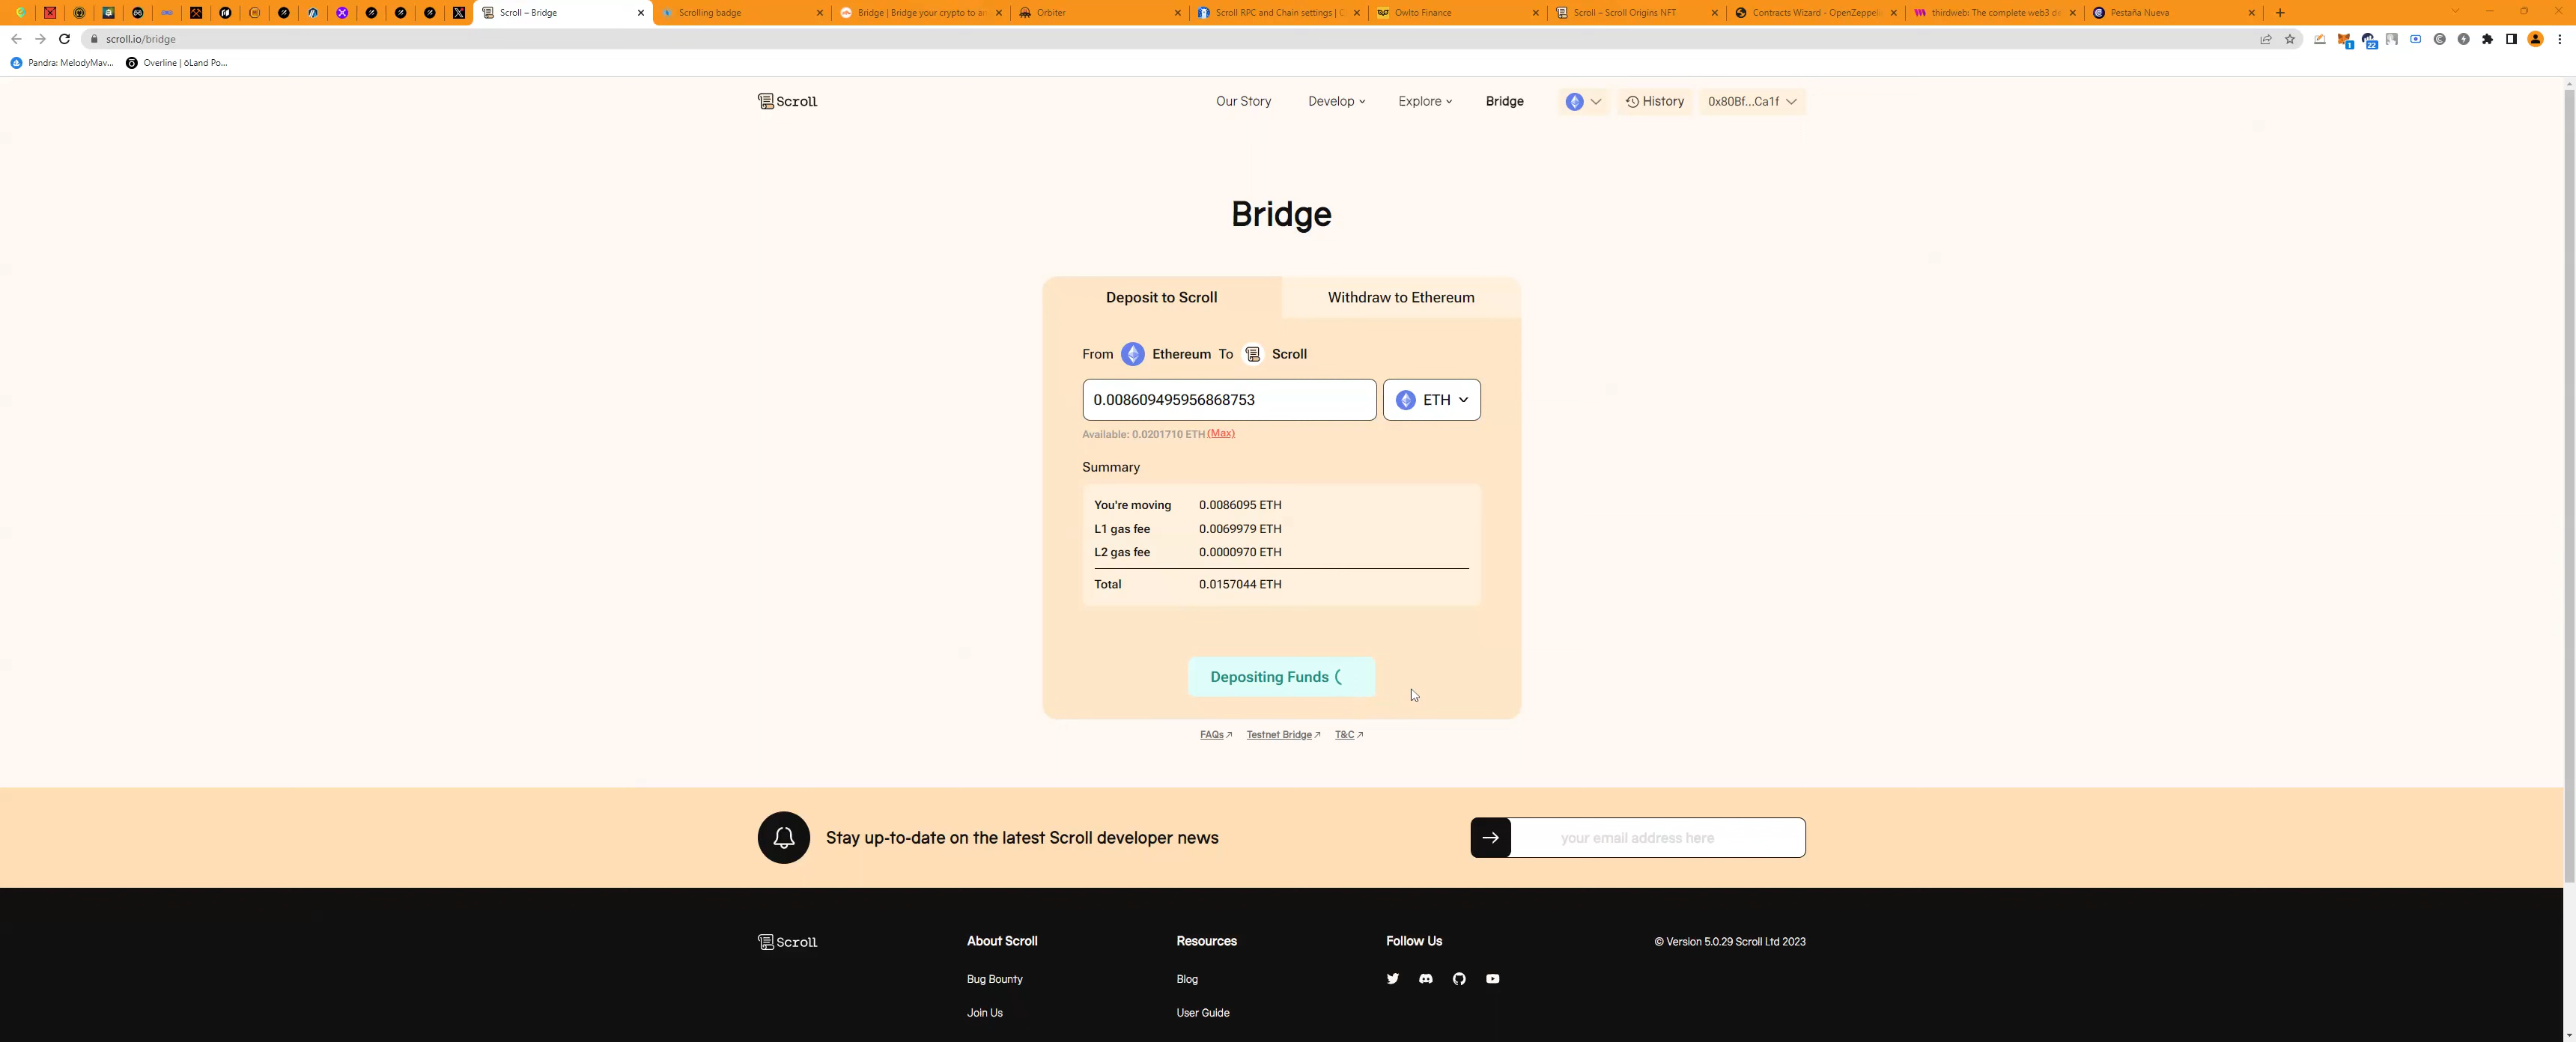 Scroll – Bridge
Scrolling badge
Bridge | Bridge your crypto to
Orbiter
Scroll RPC and Chain settings |
Owlto Finance
Scroll – Scroll Origins NFT
Contracts Wizard - OpenZeppel
thirdweb: The complete web3 d
Pestaña Nueva
scroll.io/bridge
1
22
Pandra: MelodyMav...
Overline | ōLand Po...
Scroll
Our Story
Develop
Explore
Bridge
History
0x80Bf...Ca1f
Bridge
Deposit to Scroll
Withdraw to Ethereum
From Ethereum To Scroll
0.008609495956868753
ETH
Available: 0.0201710 ETH (Max)
Summary
You're moving 0.0086095 ETH
L1 gas fee 0.0069979 ETH
L2 gas fee 0.0000970 ETH
Total 0.0157044 ETH
Depositing Funds
FAQs
Testnet Bridge
T&C
Stay up-to-date on the latest Scroll developer news
your email address here
Scroll
About Scroll
Resources
Follow Us
© Version 5.0.29 Scroll Ltd 2023
Bug Bounty
Blog
Join Us
User Guide